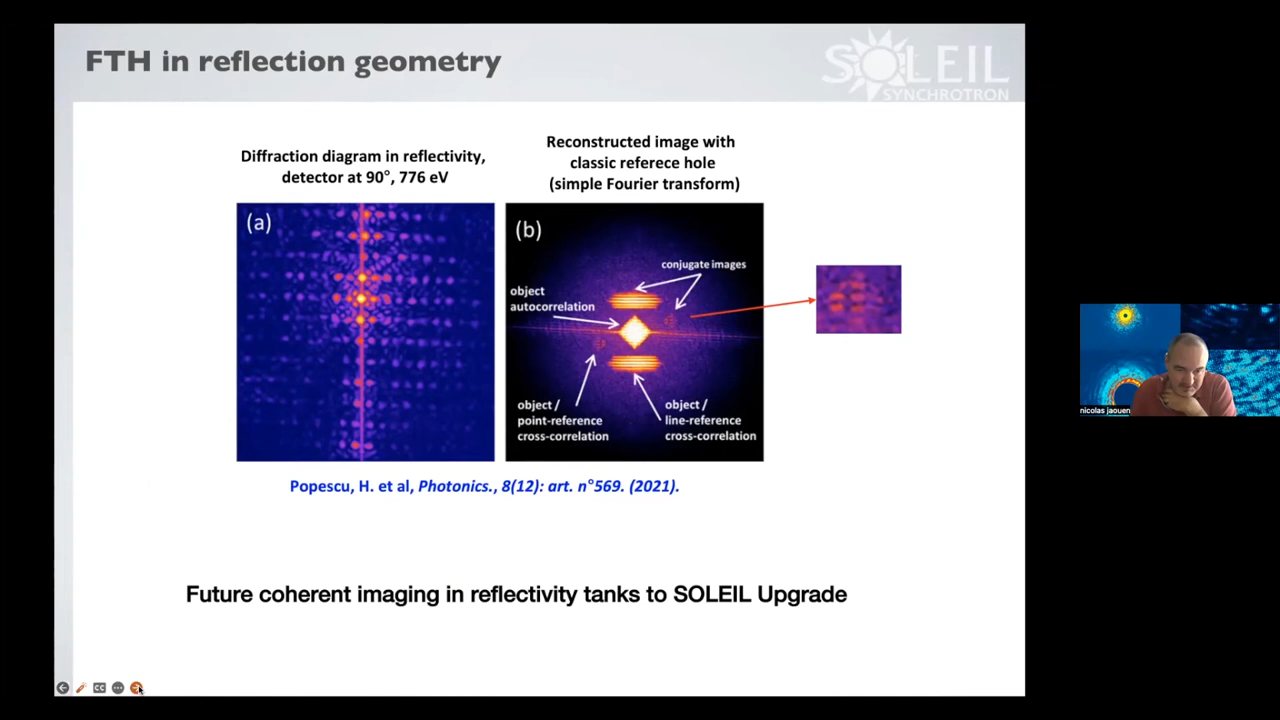 FTH in reflection geometry
SOLEIL
SYNCHROTRON
Diffraction diagram in reflectivity,
detector at 90°, 776 eV
Reconstructed image with
classic referece hole
(simple Fourier transform)
(a)
(b)
conjugate images
object
autocorrelation
object /
point-reference
cross-correlation
object /
line-reference
cross-correlation
Popescu, H. et al, Photonics., 8(12): art. n°569. (2021).
Future coherent imaging in reflectivity tanks to SOLEIL Upgrade
nicolas jaouen
CC